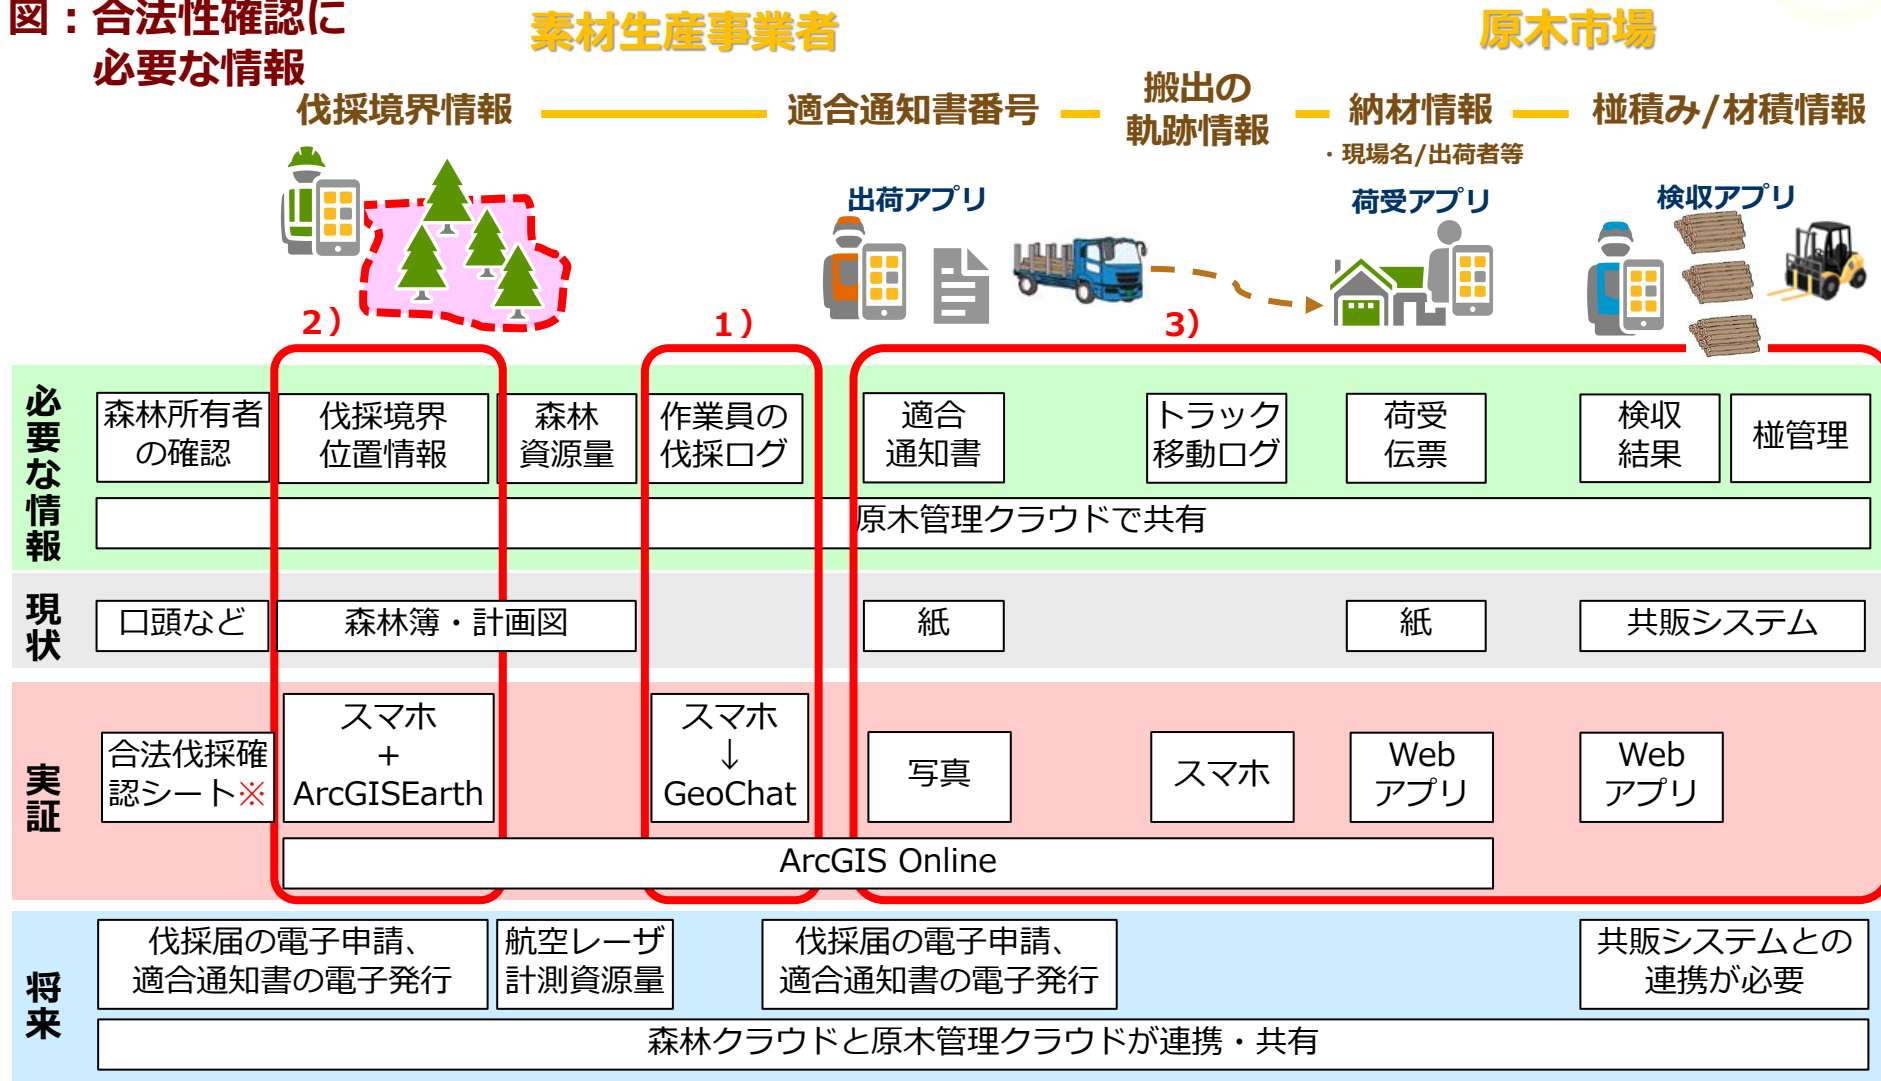 図：合法性確認に
必要な情報
素材生産事業者
原木市場
伐採境界情報
適合通知書番号
搬出の
軌跡情報
納材情報
・現場名/出荷者等
椪積み/材積情報
出荷アプリ
荷受アプリ
検収アプリ
2）
1）
3）
必要な情報
森林所有者
の確認
伐採境界
位置情報
森林
資源量
作業員の
伐採ログ
適合
通知書
トラック
移動ログ
荷受
伝票
検収
結果
椪管理
原木管理クラウドで共有
現状
口頭など
森林簿・計画図
紙
紙
共販システム
実証
合法伐採確
認シート※
スマホ
+
ArcGISEarth
スマホ
↓
GeoChat
写真
スマホ
Web
アプリ
Web
アプリ
ArcGIS Online
将来
伐採届の電子申請、
適合通知書の電子発行
航空レーザ
計測資源量
伐採届の電子申請、
適合通知書の電子発行
共販システムとの
連携が必要
森林クラウドと原木管理クラウドが連携・共有